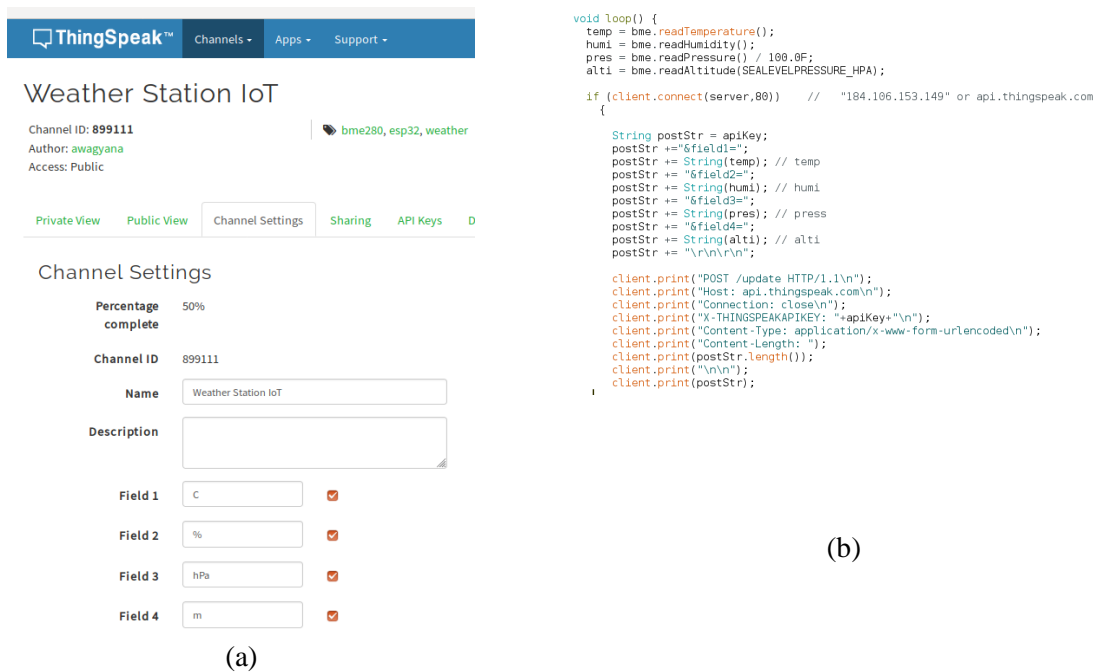 ThingSpeak™ Channels Apps Support
Weather Station IoT
Channel ID: 899111
Author: awagyana
Access: Public
bme280, esp32, weather
Private View Public View Channel Settings Sharing API Keys D
Channel Settings
Percentage complete 50%
Channel ID 899111
Name Weather Station IoT
Description
Field 1 C
Field 2 %
Field 3 hPa
Field 4 m
(a)
void loop() {
temp = bme.readTemperature();
humi = bme.readHumidity();
pres = bme.readPressure() / 100.0F;
alti = bme.readAltitude(SEALEVELPRESSURE_HPA);
if (client.connect(server,80)) // "184.106.153.149" or api.thingspeak.com
{
String postStr = apiKey;
postStr +="&field1=";
postStr += String(temp); // temp
postStr += "&field2=";
postStr += String(humi); // humi
postStr += "&field3=";
postStr += String(pres); // press
postStr += "&field4=";
postStr += String(alti); // alti
postStr += "\r\n\r\n";
client.print("POST /update HTTP/1.1\n");
client.print("Host: api.thingspeak.com\n");
client.print("Connection: close\n");
client.print("X-THINGSPEAKAPIKEY: "+apiKey+"\n");
client.print("Content-Type: application/x-www-form-urlencoded\n");
client.print("Content-Length: ");
client.print(postStr.length());
client.print("\n\n");
client.print(postStr);
(b)